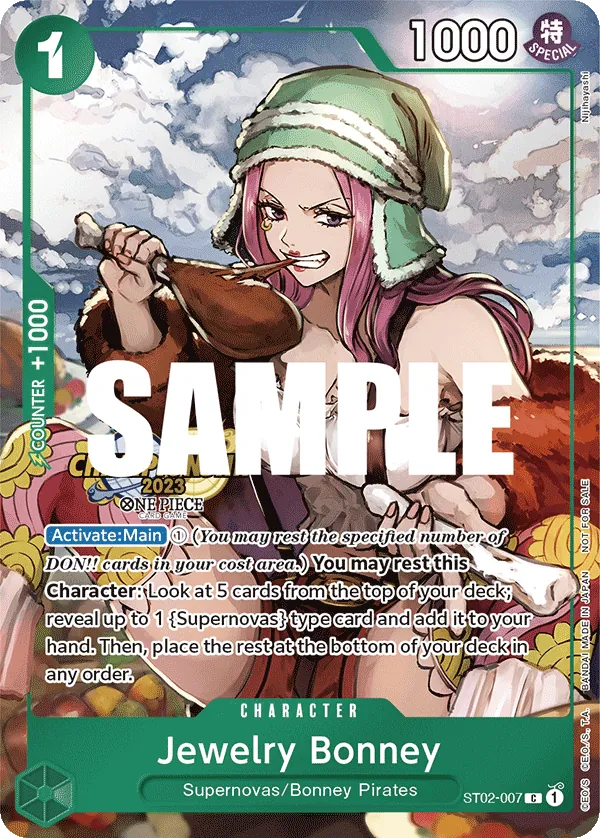 1
1000
特
SPECIAL
Nijihayashi
COUNTER +1000
SAMPLE
2023
ONE PIECE
CARD GAME
Activate:Main ① (You may rest the specified number of
DON!! cards in your cost area.) You may rest this
Character: Look at 5 cards from the top of your deck;
reveal up to 1 {Supernovas} type card and add it to your
hand. Then, place the rest at the bottom of your deck in
any order.
CHARACTER
Jewelry Bonney
Supernovas/Bonney Pirates
ST02-007 C 1
©E.O/S ©E.O./S., T.A. BANDAI MADE IN JAPAN NOT FOR SALE